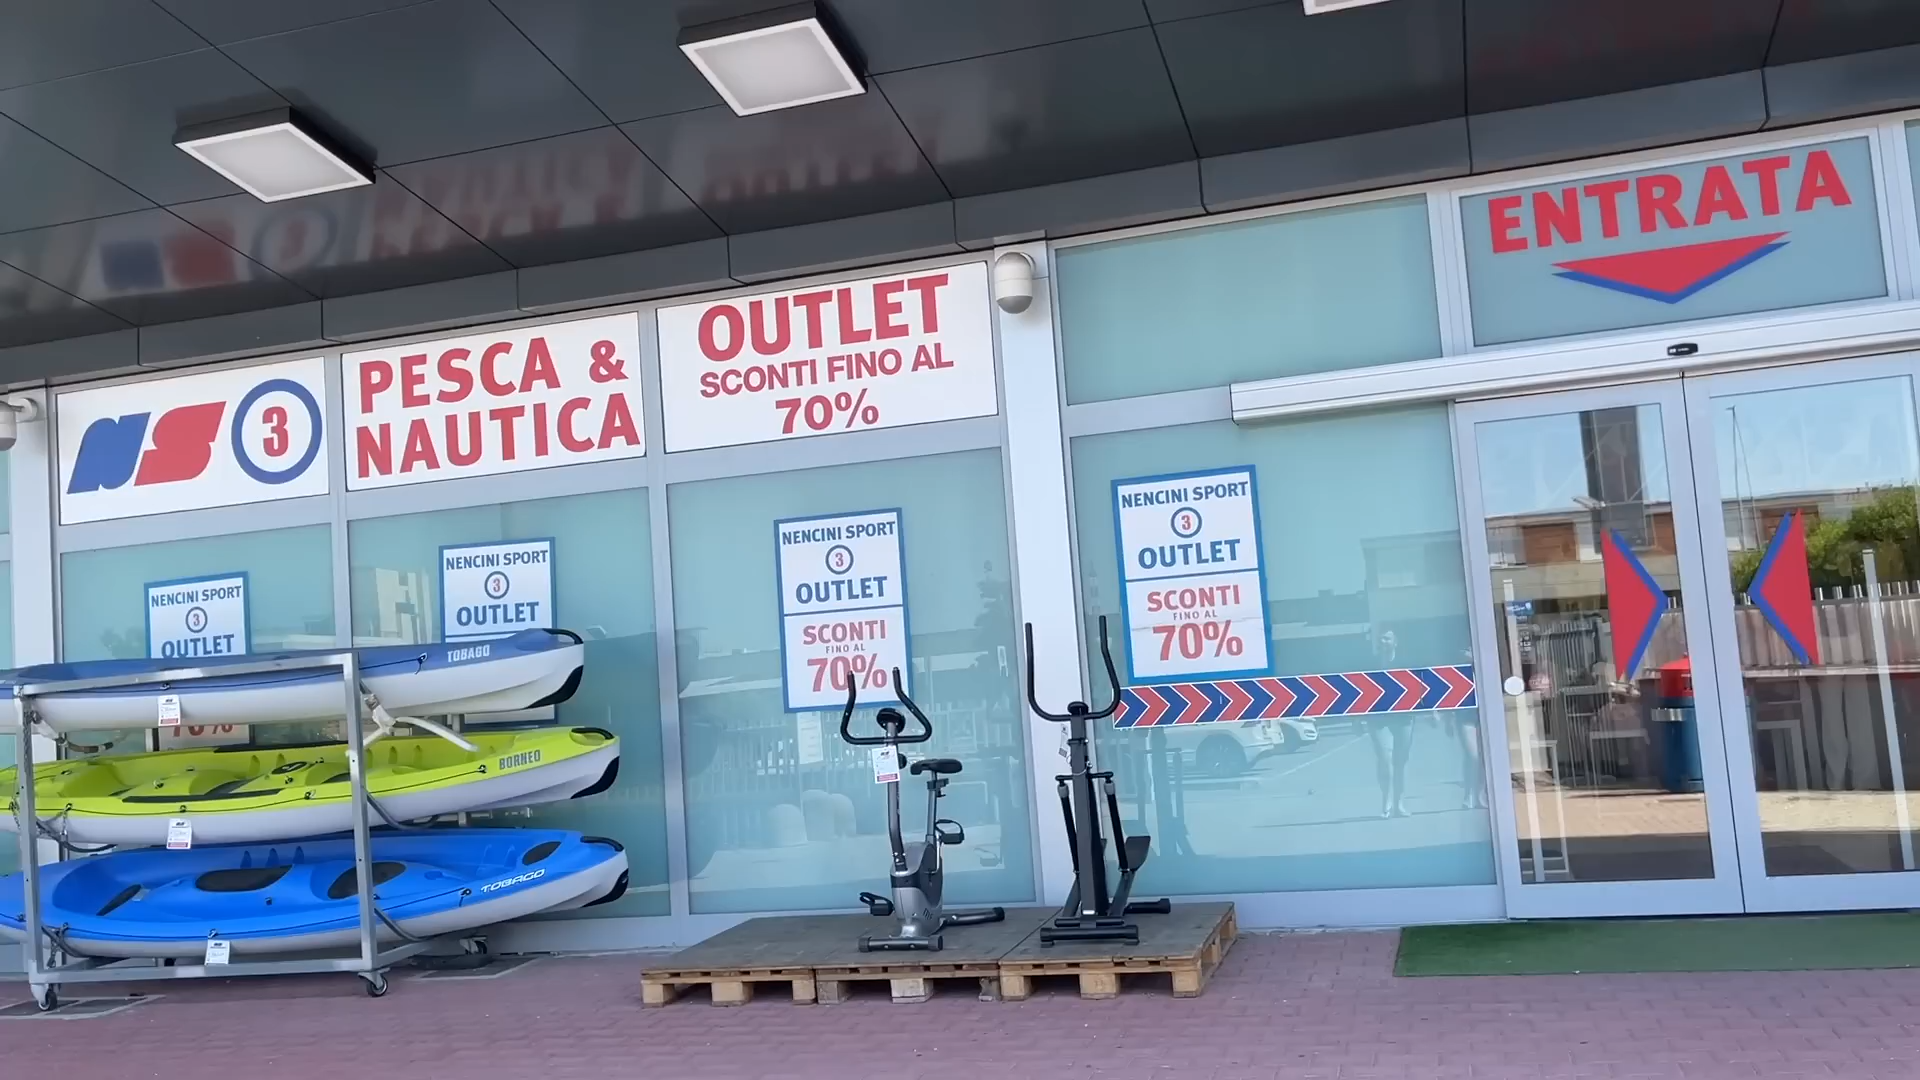 NS 3
PESCA &
NAUTICA
OUTLET
SCONTI FINO AL
70%
ENTRATA
NENCINI SPORT
3
OUTLET
70%
NENCINI SPORT
3
OUTLET
NENCINI SPORT
3
OUTLET
SCONTI
FINO AL
70%
NENCINI SPORT
3
OUTLET
SCONTI
FINO AL
70%
TOBAGO
BORNEO
TOBAGO